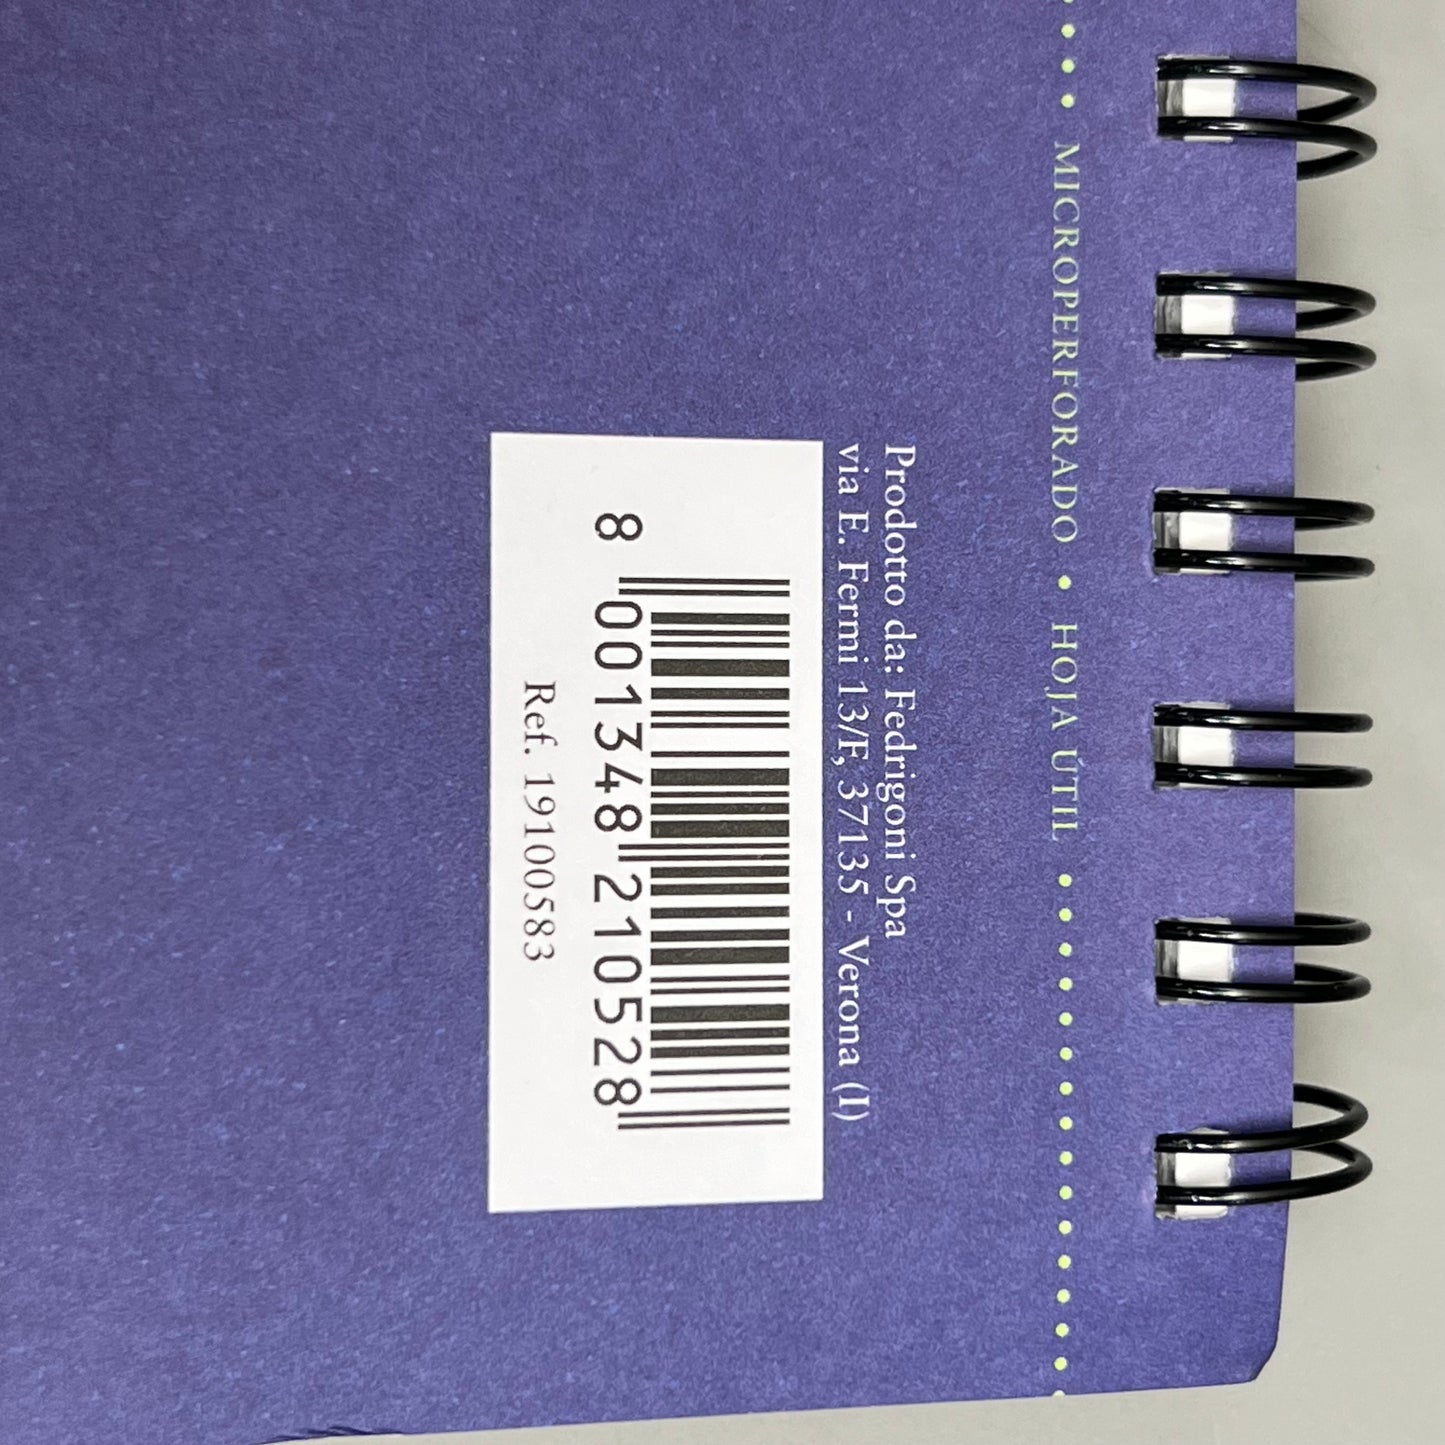 • • • MICROPERFORADO • HOJA ÚTIL • • • • • • • • • • • • • • •
Prodotto da: Fedrigoni Spa
via E. Fermi 13/F, 37135 - Verona (I)
8 001348 210528
Ref. 19100583